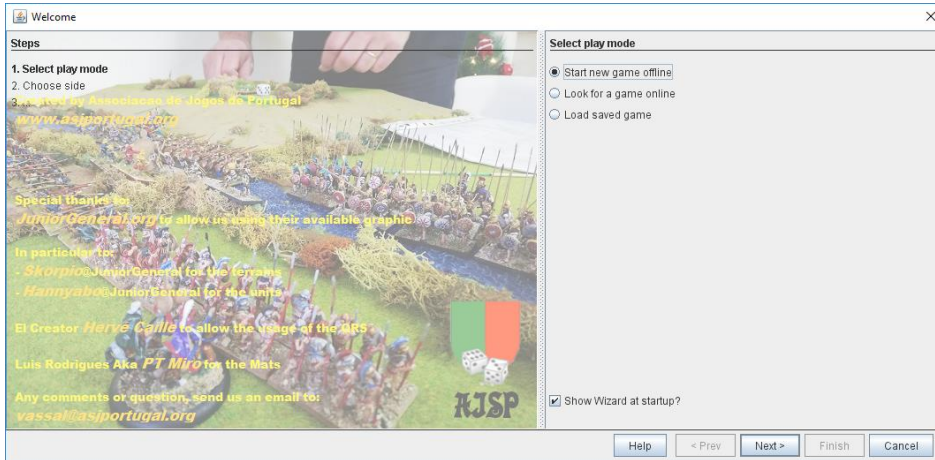 Welcome
Steps
1. Select play mode
2. Choose side
3. ...
Created by Associacao de Jogos de Portugal
www.asjportugal.org
Special thanks to:
JuniorGeneral.org to allow us using their available graphic
In particular to:
- Skorpio@JuniorGeneral for the terrains
- Hannyabo@JuniorGeneral for the units
El Creator Hervé Caille to allow the usage of the QRS
Luis Rodrigues Aka PT Miro for the Mats
Any comments or question, send us an email to:
vassal@asjportugal.org
AJSP
Select play mode
Start new game offline
Look for a game online
Load saved game
Show Wizard at startup?
Help
< Prev
Next >
Finish
Cancel